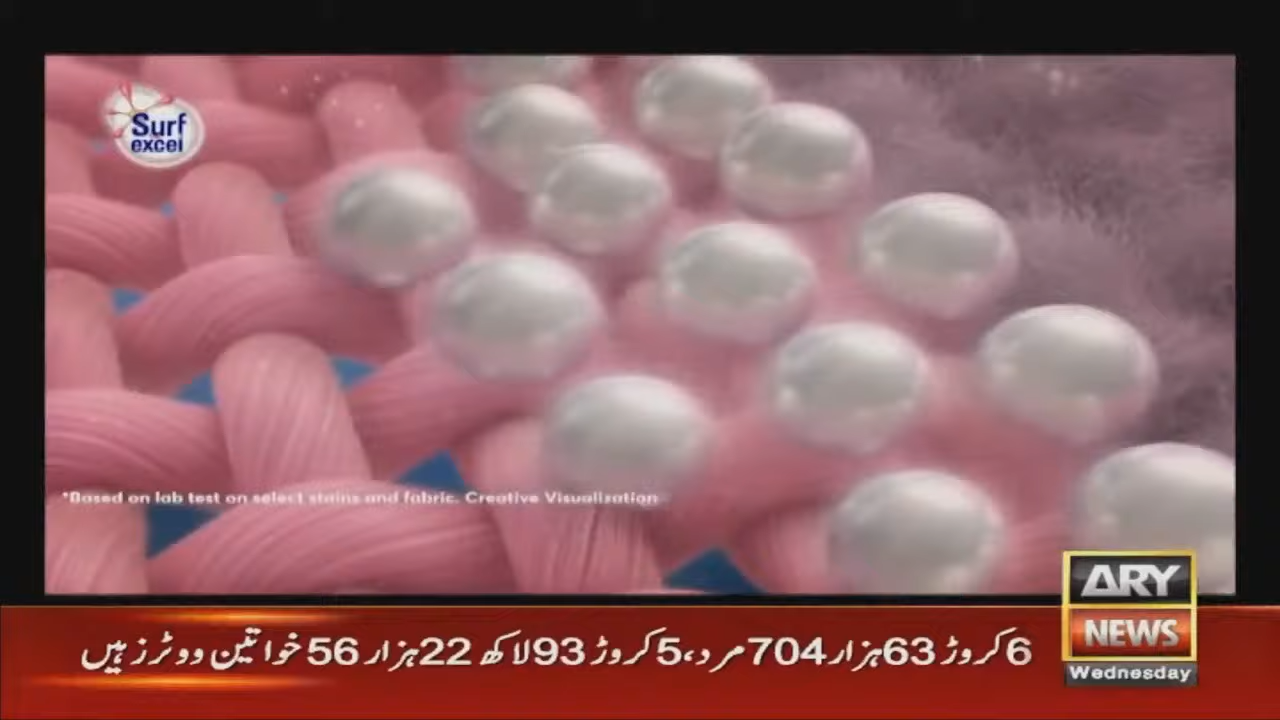 Surf
excel
*Based on lab test on select stains and fabric. Creative Visualisation
6 کروڑ 63 ہزار 704 مرد، 5 کروڑ 93 لاکھ 22 ہزار 56 خواتین ووٹرز ہیں
ARY
NEWS
Wednesday